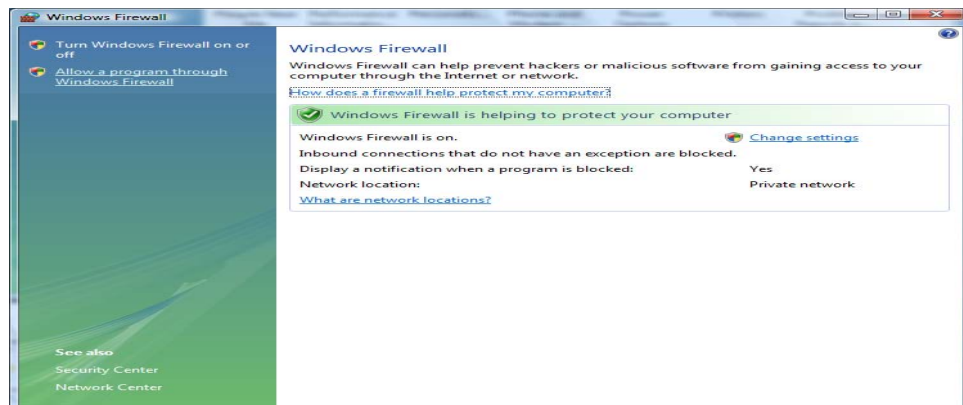 Windows Firewall
Turn Windows Firewall on or
off
Allow a program through
Windows Firewall
See also
Security Center
Network Center
Windows Firewall
Windows Firewall can help prevent hackers or malicious software from gaining access to your
computer through the Internet or network.
How does a firewall help protect my computer?
Windows Firewall is helping to protect your computer
Windows Firewall is on.
Change settings
Inbound connections that do not have an exception are blocked.
Display a notification when a program is blocked: Yes
Network location: Private network
What are network locations?